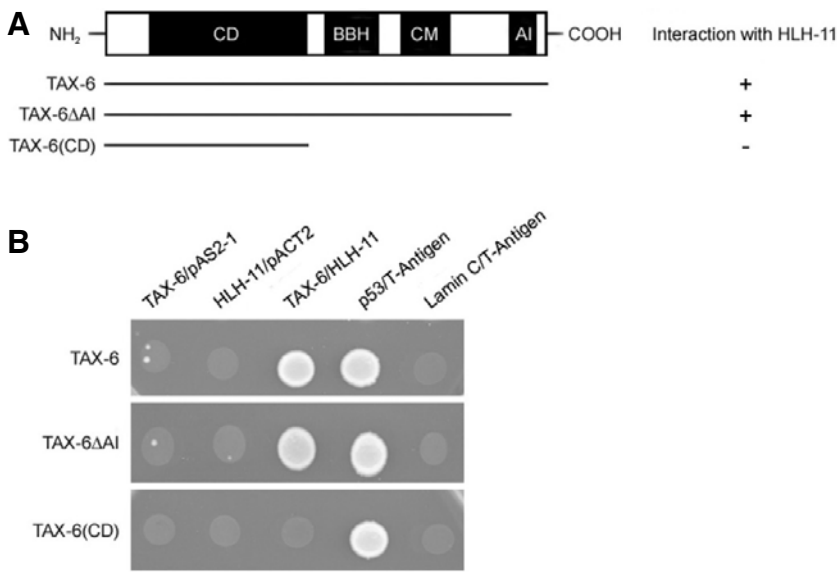 A
NH2 CD BBH CM AI COOH Interaction with HLH-11
TAX-6 +
TAX-6ΔAI +
TAX-6(CD) -
B
TAX-6/pAS2-1 HLH-11/pACT2 TAX-6/HLH-11 p53/T-Antigen Lamin C/T-Antigen
TAX-6
TAX-6ΔAI
TAX-6(CD)